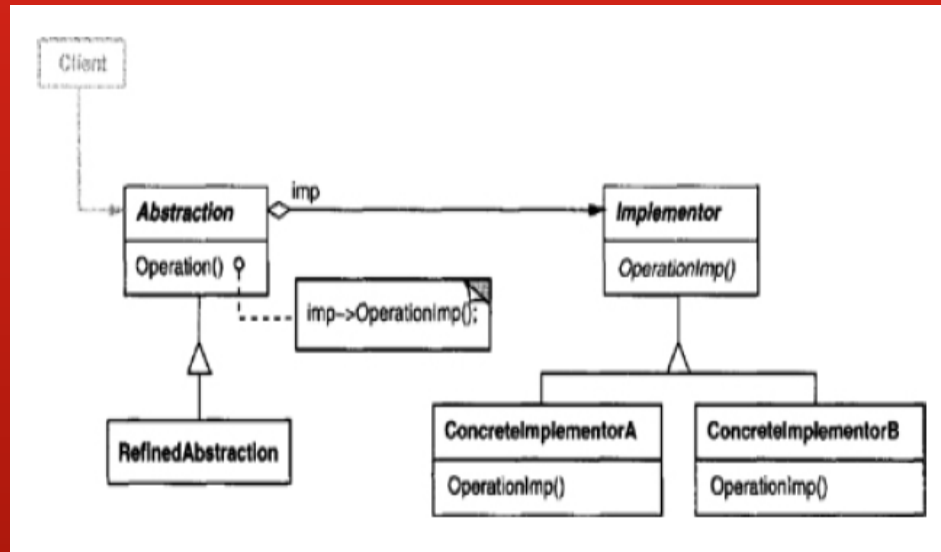 Client
imp
Abstraction
Implementor
Operation()
OperationImp()
imp->OperationImp();
RefinedAbstraction
ConcreteImplementorA
ConcreteImplementorB
OperationImp()
OperationImp()